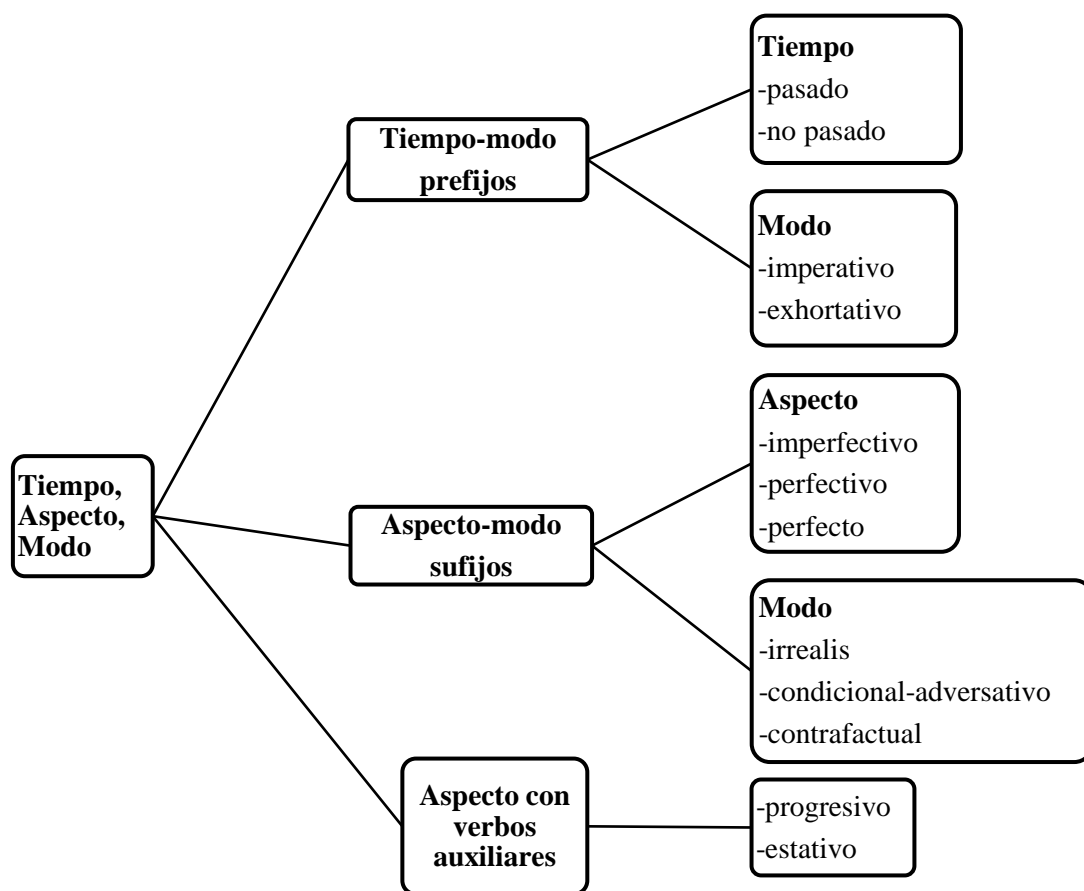 Tiempo,
Aspecto,
Modo
Tiempo-modo
prefijos
Tiempo
-pasado
-no pasado
Modo
-imperativo
-exhortativo
Aspecto-modo
sufijos
Aspecto
-imperfectivo
-perfectivo
-perfecto
Modo
-irrealis
-condicional-adversativo
-contrafactual
Aspecto con
verbos
auxiliares
-progresivo
-estativo